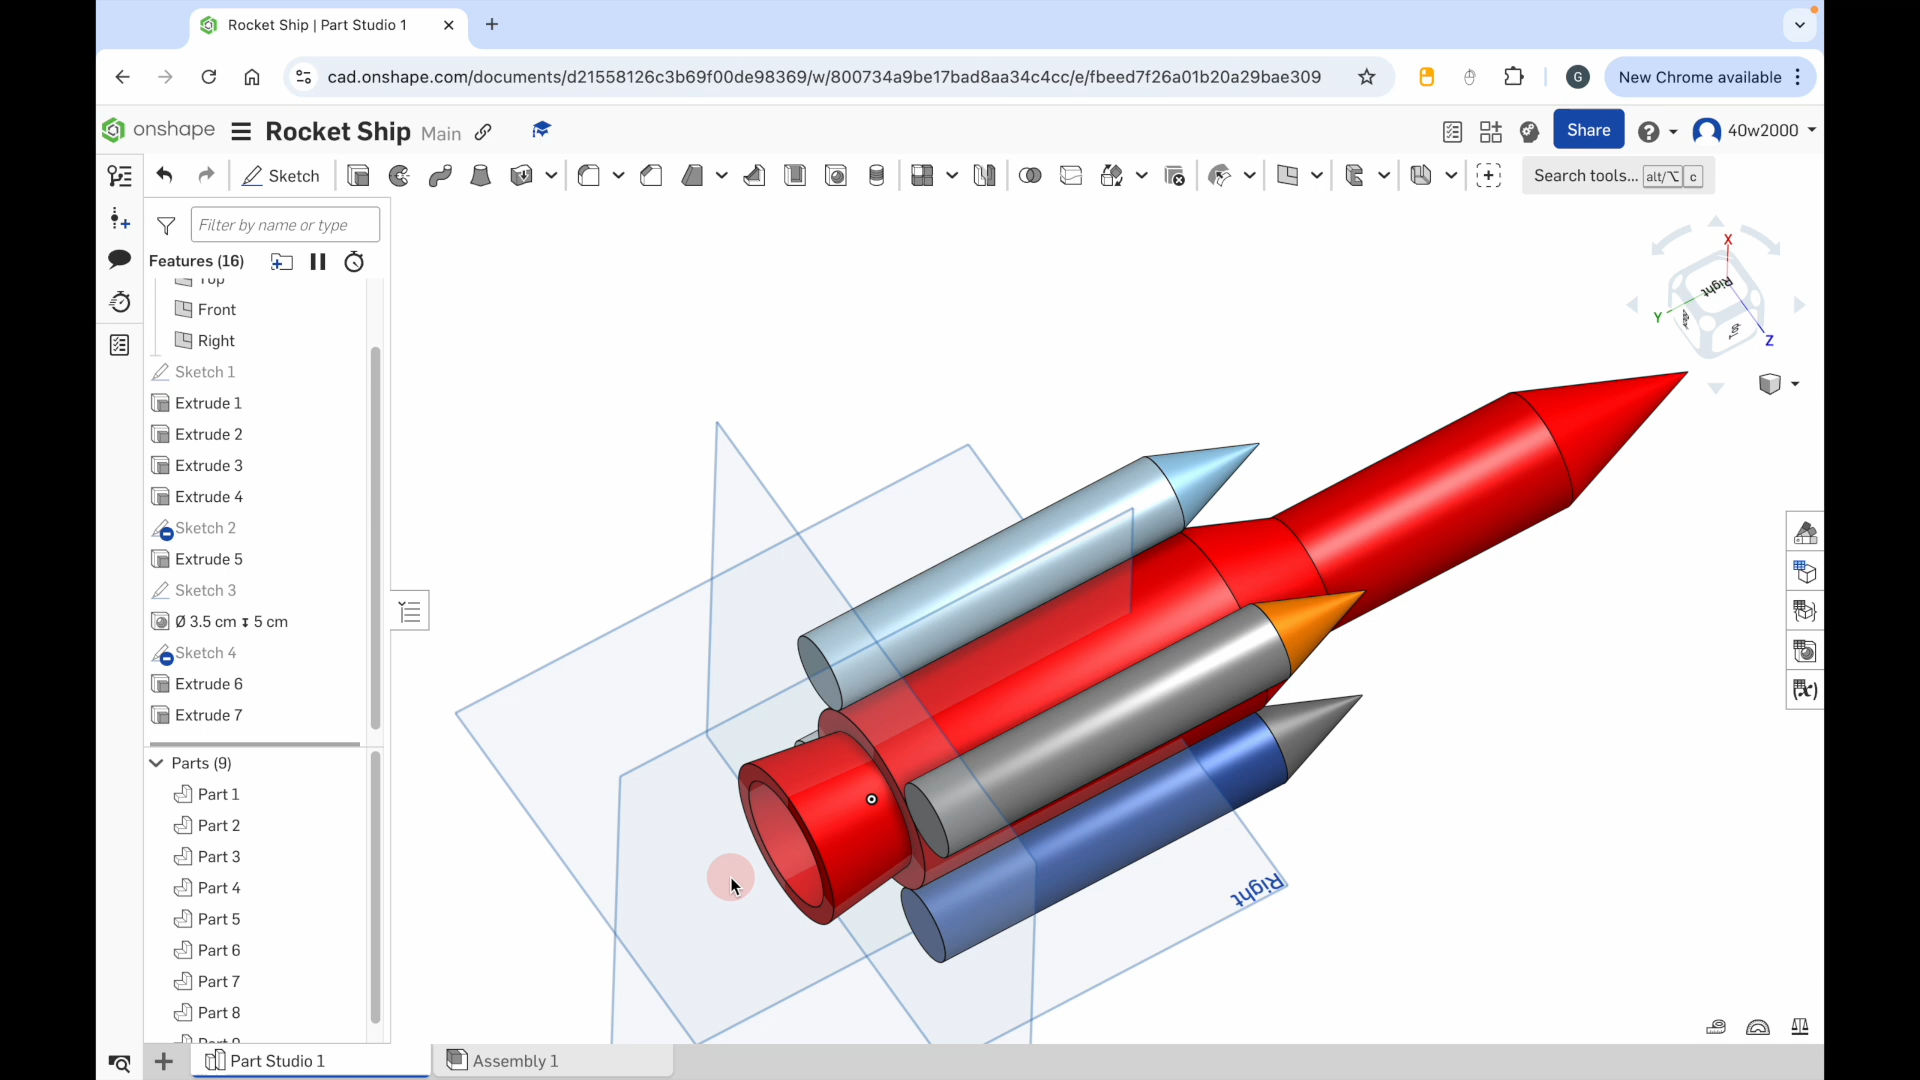 Rocket Ship | Part Studio 1
cad.onshape.com/documents/d21558126c3b69f00de98369/w/800734a9be17bad8aa34c4cc/e/fbeed7f26a01b20a29bae309
G
New Chrome available
onshape
Rocket Ship
Main
Share
40w2000
Sketch
Search tools...
alt/⌥
c
Filter by name or type
Features (16)
Top
Front
Right
Sketch 1
Extrude 1
Extrude 2
Extrude 3
Extrude 4
Sketch 2
Extrude 5
Sketch 3
Ø 3.5 cm ↧ 5 cm
Sketch 4
Extrude 6
Extrude 7
Parts (9)
Part 1
Part 2
Part 3
Part 4
Part 5
Part 6
Part 7
Part 8
Part 9
X
Right
Y
Z
Right
Part Studio 1
Assembly 1